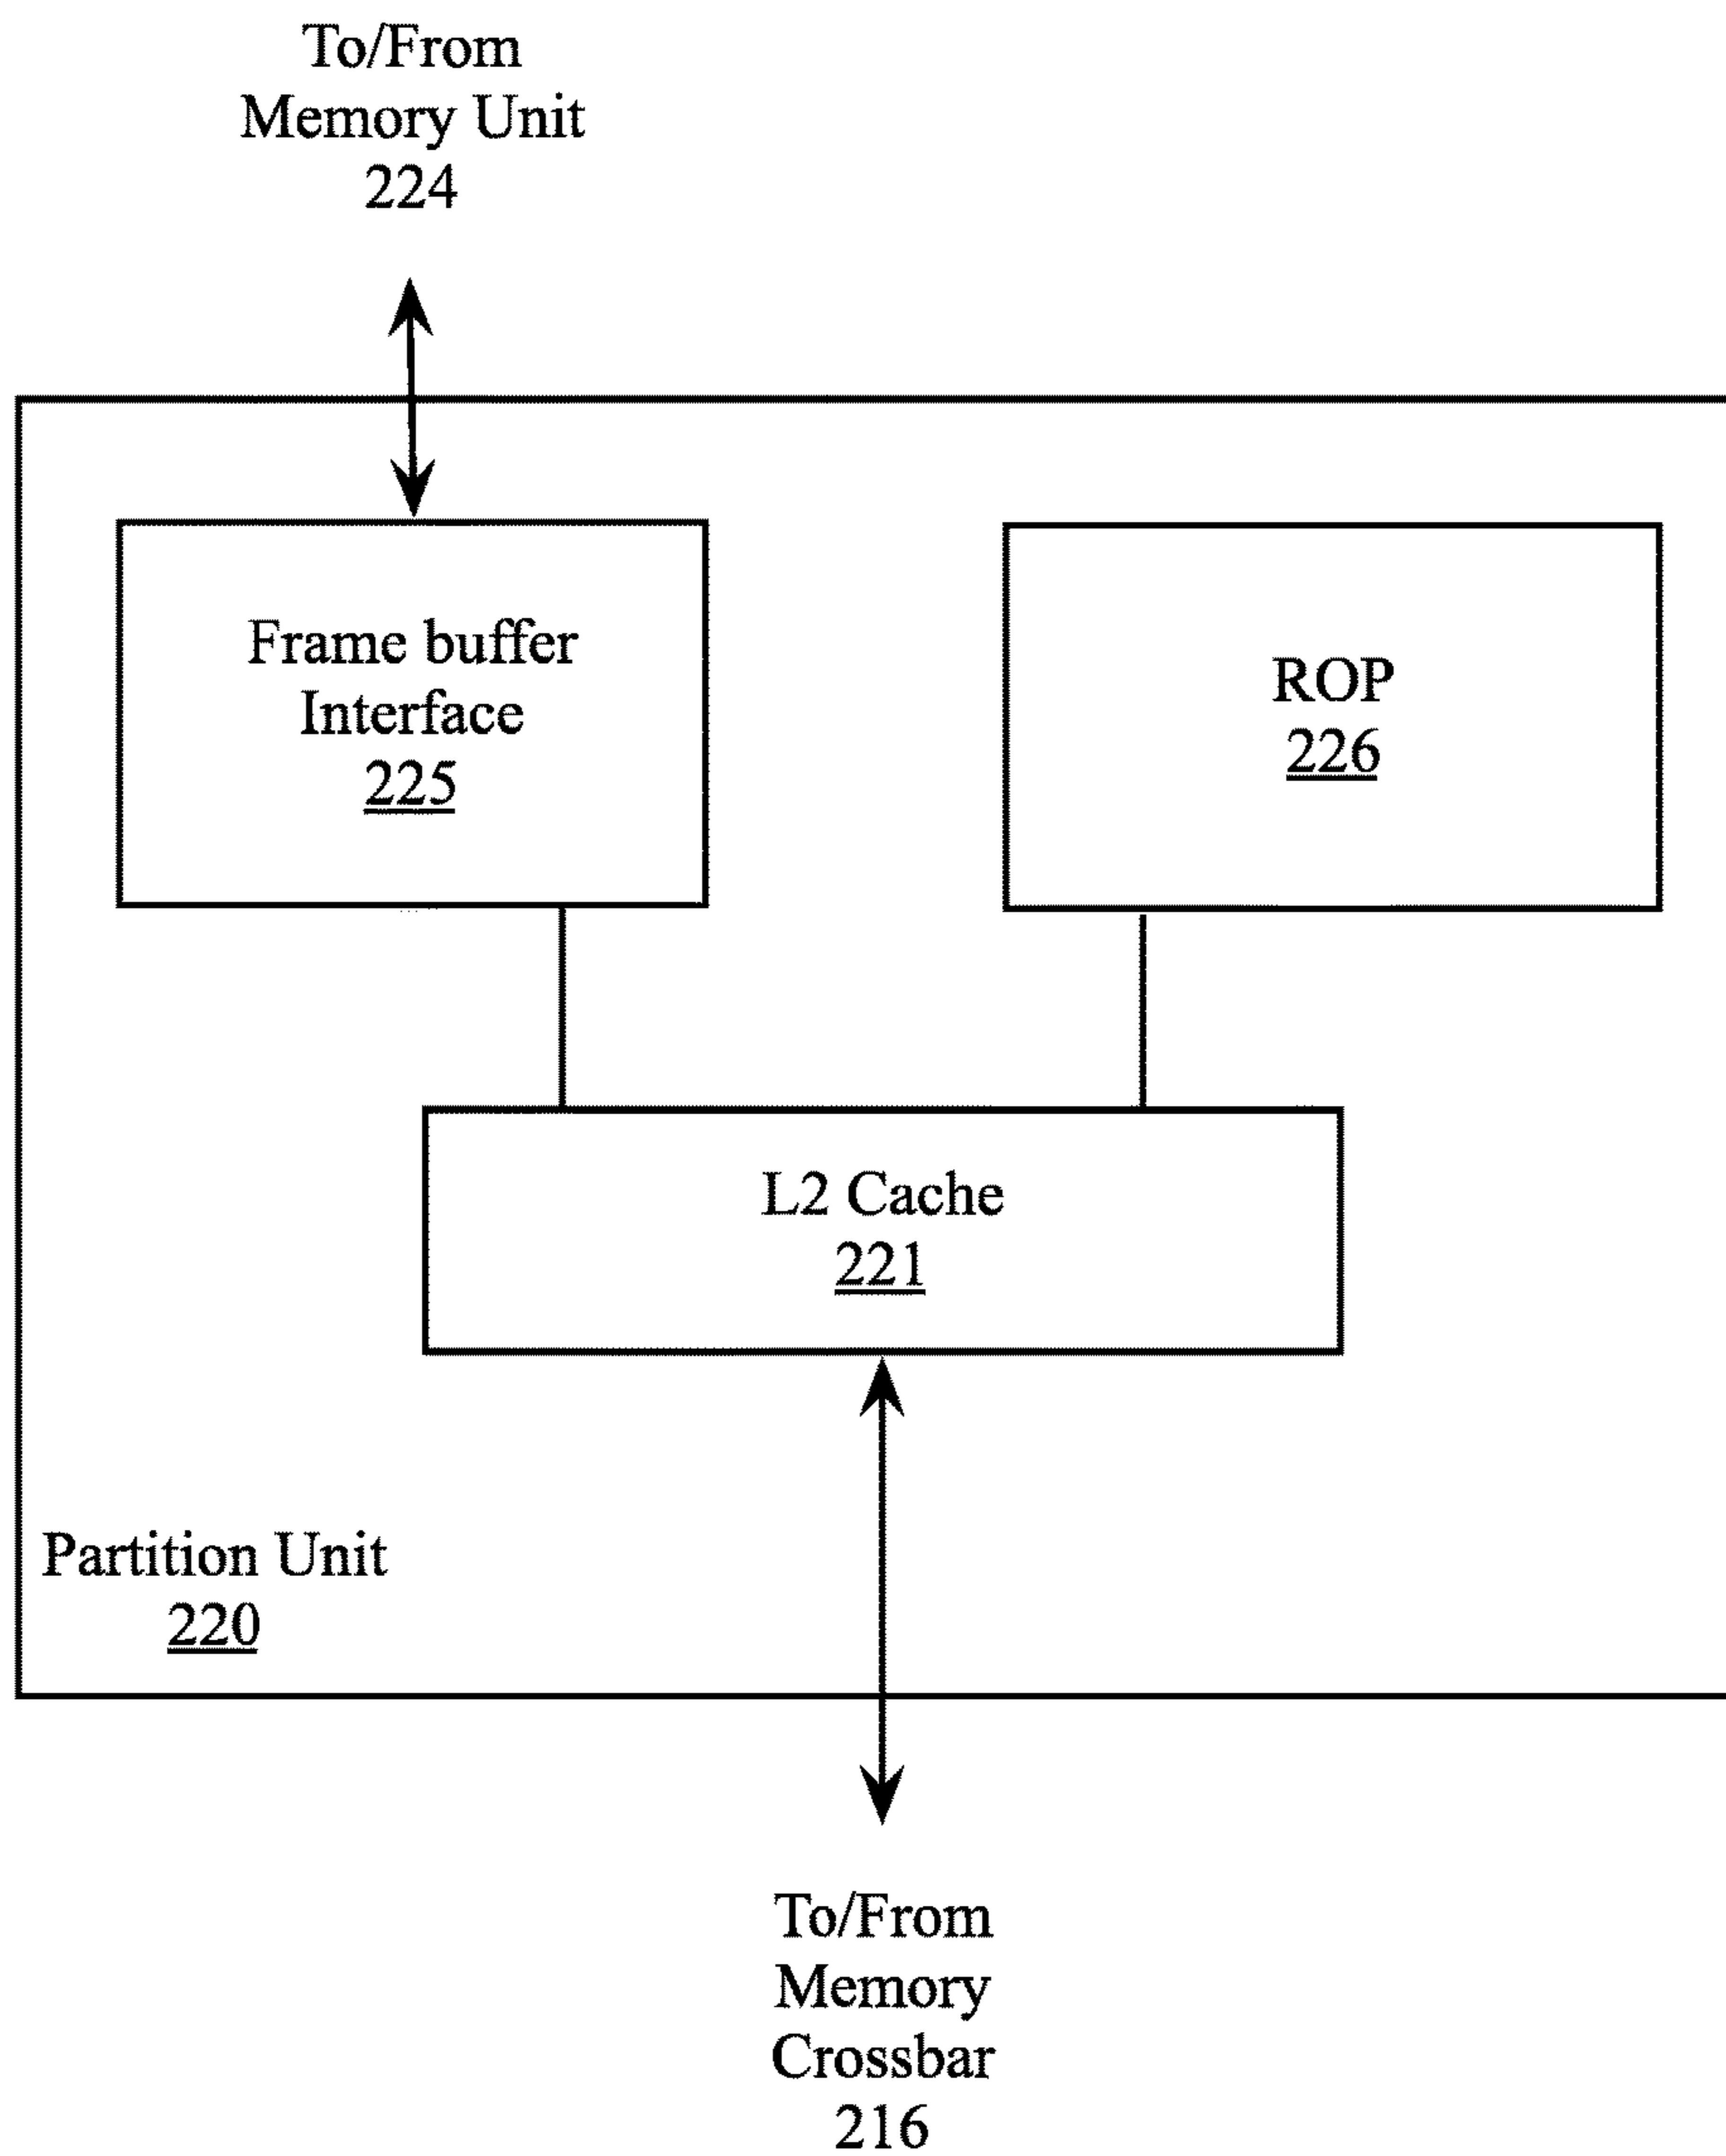 To/From
Memory Unit
224
Frame buffer
Interface
225
ROP
226
L2 Cache
221
Partition Unit
220
To/From
Memory
Crossbar
216